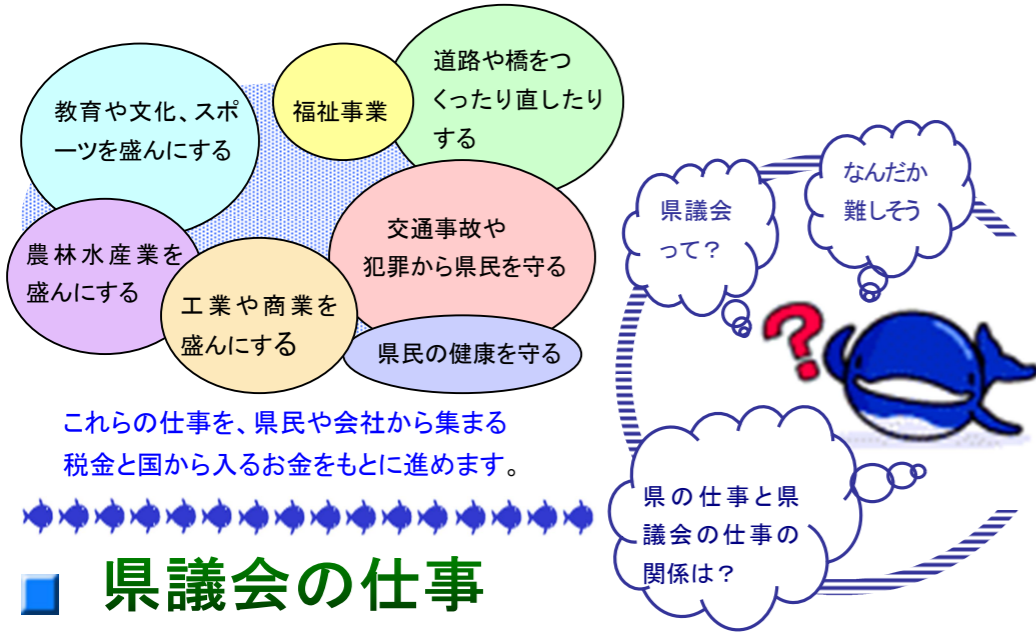 教育や文化、スポ
ーツを盛んにする
福祉事業
道路や橋をつ
くったり直したり
する
農林水産業を
盛んにする
工業や商業を
盛んにする
交通事故や
犯罪から県民を守る
県民の健康を守る
これらの仕事を、県民や会社から集まる
税金と国から入るお金をもとに進めます。
県議会の仕事
県議会
って？
なんだか
難しそう
?
県の仕事と県
議会の仕事の
関係は？